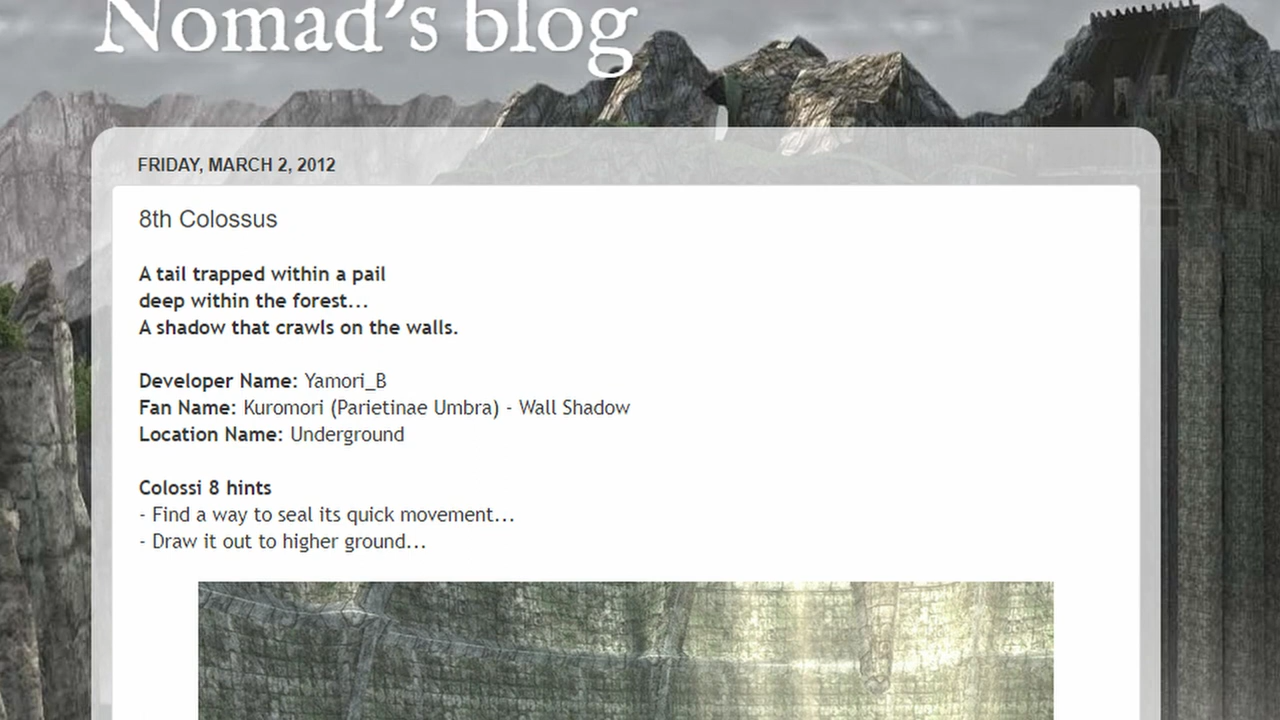 Nomad's blog
FRIDAY, MARCH 2, 2012
8th Colossus
A tail trapped within a pail
deep within the forest...
A shadow that crawls on the walls.
Developer Name: Yamori_B
Fan Name: Kuromori (Parietinae Umbra) - Wall Shadow
Location Name: Underground
Colossi 8 hints
- Find a way to seal its quick movement...
- Draw it out to higher ground...